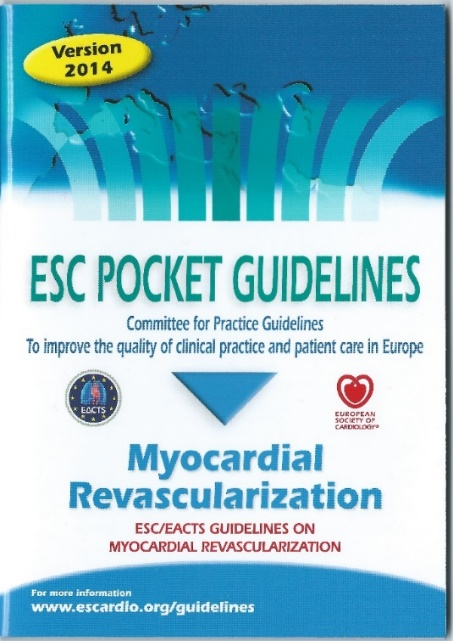 Version
2014
ESC POCKET GUIDELINES
Committee for Practice Guidelines
To improve the quality of clinical practice and patient care in Europe
EACTS
EUROPEAN
SOCIETY OF
CARDIOLOGY®
Myocardial
Revascularization
ESC/EACTS GUIDELINES ON
MYOCARDIAL REVASCULARIZATION
For more information
www.escardio.org/guidelines